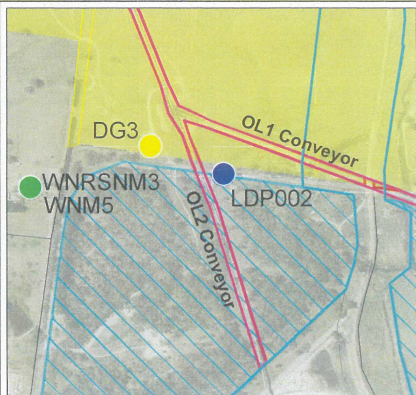 DG3
OL1 Conveyor
WNRSNM3
WNM5
LDP002
OL2 Conveyor